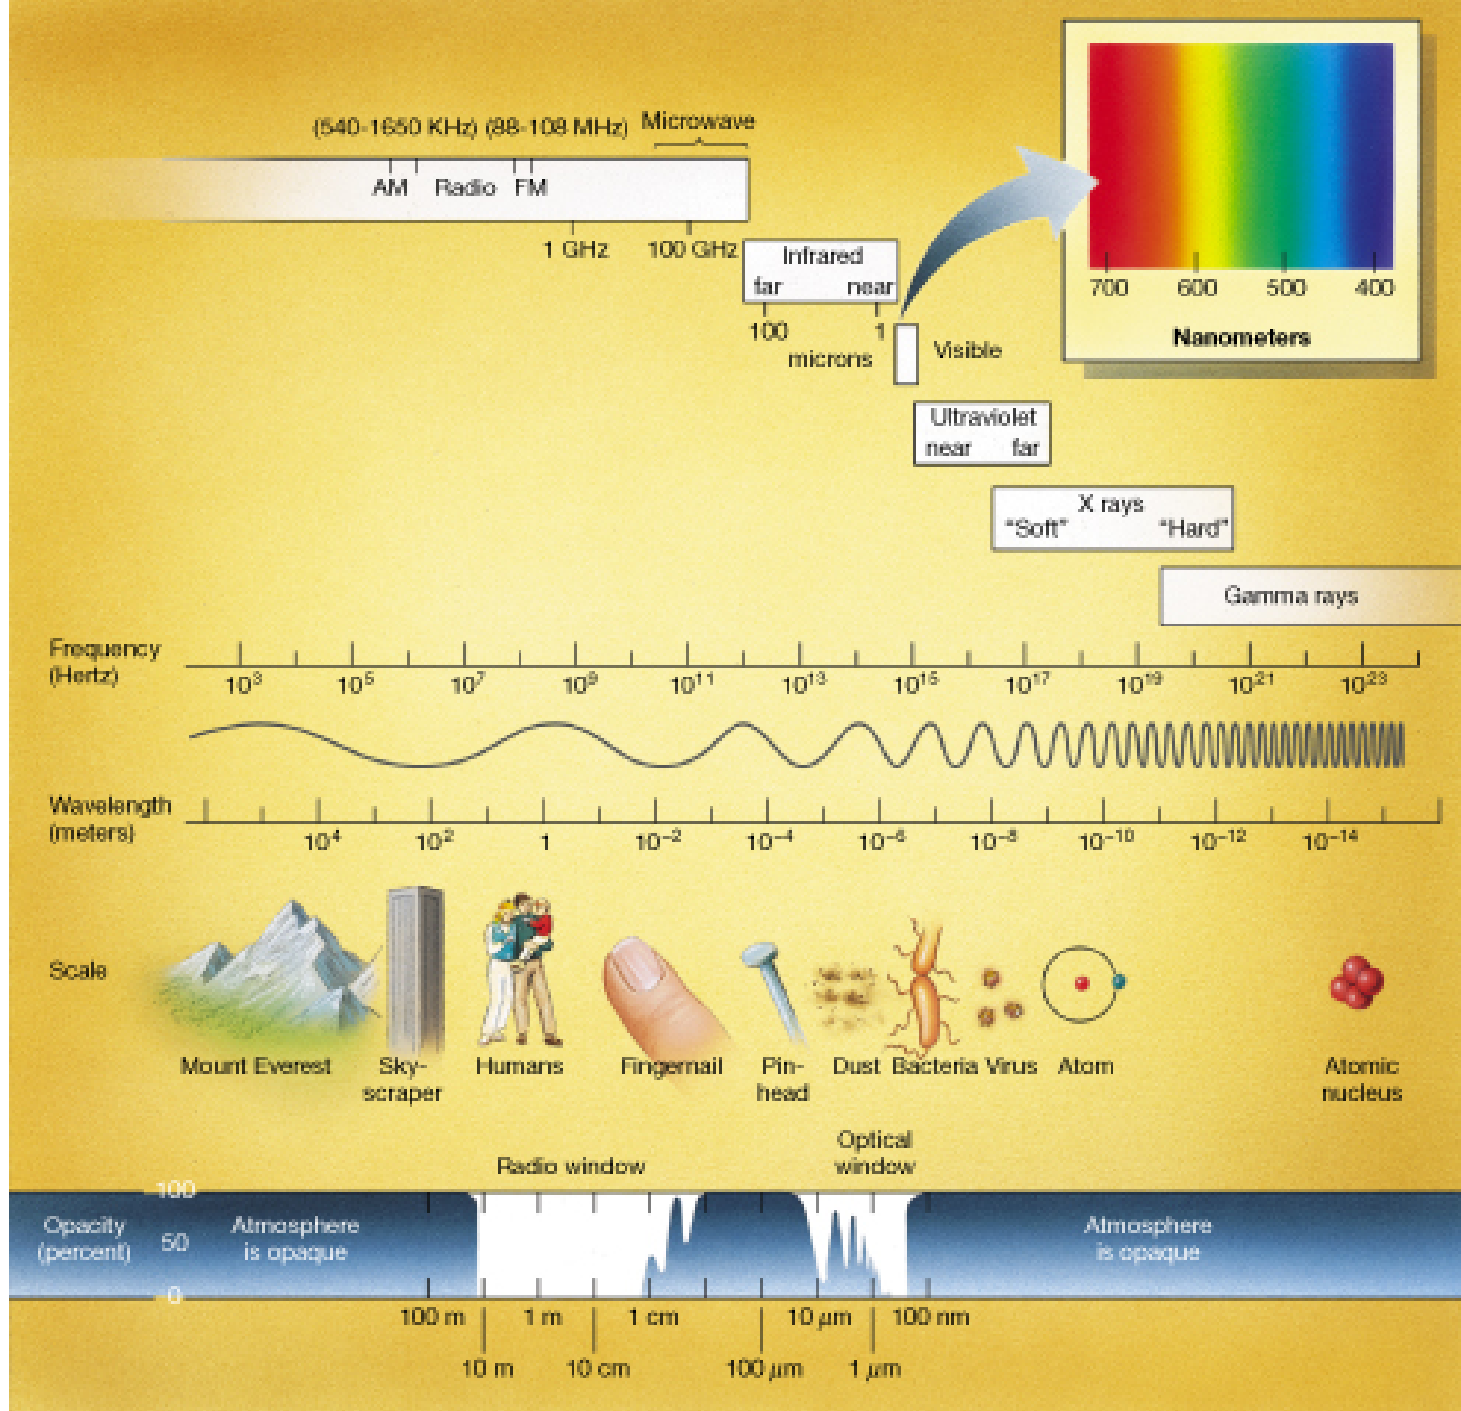 (540-1650 KHz) (88-108 MHz) Microwave
AM Radio FM
1 GHz 100 GHz
Infrared
far near
100 1
microns
Visible
700 600 500 400
Nanometers
Ultraviolet
near far
X rays
“Soft” “Hard”
Gamma rays
Frequency
(Hertz)
10³ 10⁵ 10⁷ 10⁹ 10¹¹ 10¹³ 10¹⁵ 10¹⁷ 10¹⁹ 10²¹ 10²³
Wavelength
(meters)
10⁴ 10² 1 10⁻² 10⁻⁴ 10⁻⁶ 10⁻⁸ 10⁻¹⁰ 10⁻¹² 10⁻¹⁴
Scale
Mount Everest
Sky-
scraper
Humans
Fingernail
Pin-
head
Dust
Bacteria
Virus
Atom
Atomic
nucleus
Radio window
Optical
window
Opacity
(percent)
100
50
0
Atmosphere
is opaque
Atmosphere
is opaque
100 m 1 m 1 cm 10 µm 100 nm
10 m 10 cm 100 µm 1 µm